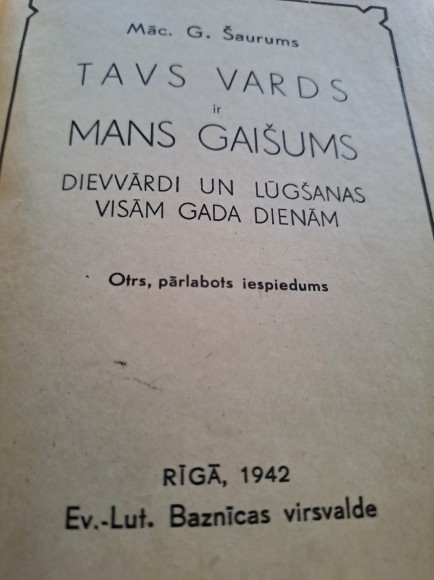 Māc. G. Šaurums
TAVS VARDS
ir
MANS GAIŠUMS
DIEVVĀRDI UN LŪGŠANAS
VISĀM GADA DIENĀM
Otrs, pārlabots iespiedums
RĪGĀ, 1942
Ev.-Lut. Baznīcas virsvalde